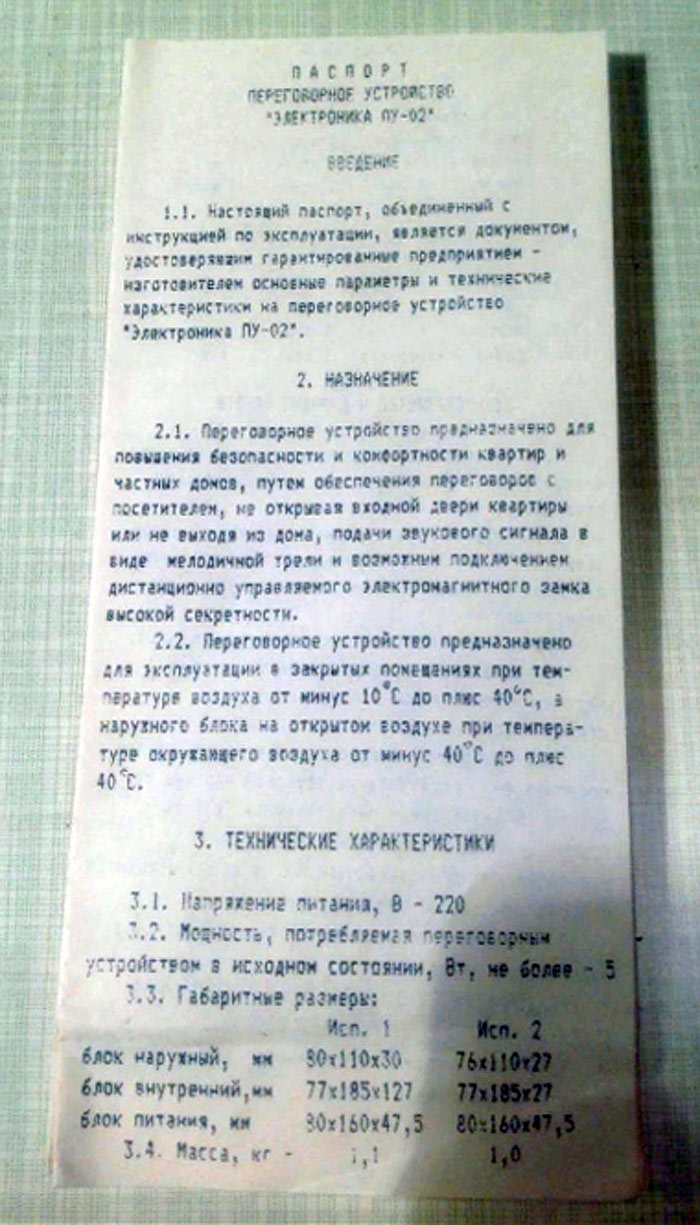 ПАСПОРТ
ПЕРЕГОВОРНОЕ УСТРОЙСТВО
"ЭЛЕКТРОНИКА ПУ-02"
ВВЕДЕНИЕ
1.1. Настоящий паспорт, объединенный с
инструкцией по эксплуатации, является документом,
удостоверяющим гарантированные предприятием -
изготовителем основные параметры и технические
характеристики на переговорное устройство
"Электроника ПУ-02".
2. НАЗНАЧЕНИЕ
2.1. Переговорное устройство предназначено для
повышения безопасности и комфортности квартир и
частных домов, путем обеспечения переговоров с
посетителем, не открывая входной двери квартиры
или не выходя из дома, подачи звукового сигнала в
виде мелодичной трели и возможным подключением
дистанционно управляемого электромагнитного замка
высокой секретности.
2.2. Переговорное устройство предназначено
для эксплуатации в закрытых помещениях при тем-
пературе воздуха от минус 10°С до плюс 40°С, а
наружного блока на открытом воздухе при темпера-
туре окружающего воздуха от минус 40°С до плюс
40°С.
3. ТЕХНИЧЕСКИЕ ХАРАКТЕРИСТИКИ
3.1. Напряжение питания, В - 220
3.2. Мощность, потребляемая переговорным
устройством в исходном состоянии, Вт, не более - 5
3.3. Габаритные размеры:
Исп. 1 Исп. 2
блок наружный, мм 80х110х30 76х110х27
блок внутренний,мм 77х185х127 77х185х27
блок питания, мм 80х160х47,5 80х160х47,5
3.4. Масса, кг - 1,1 1,0